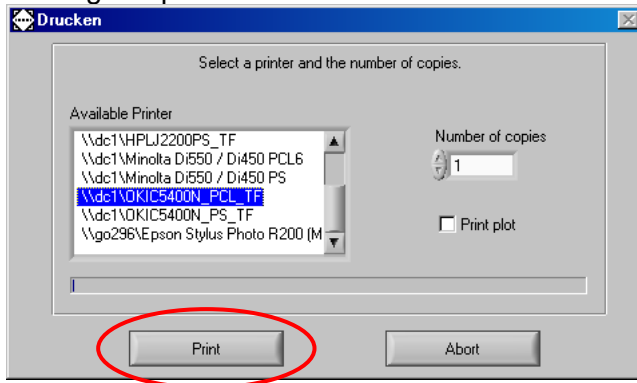 Drucken
Select a printer and the number of copies.
Available Printer
\\dc1\HPLJ2200PS_TF
\\dc1\Minolta Di550 / Di450 PCL6
\\dc1\Minolta Di550 / Di450 PS
\\dc1\OKIC5400N_PCL_TF
\\dc1\OKIC5400N_PS_TF
\\go296\Epson Stylus Photo R200 (M
Number of copies
1
Print plot
Print
Abort